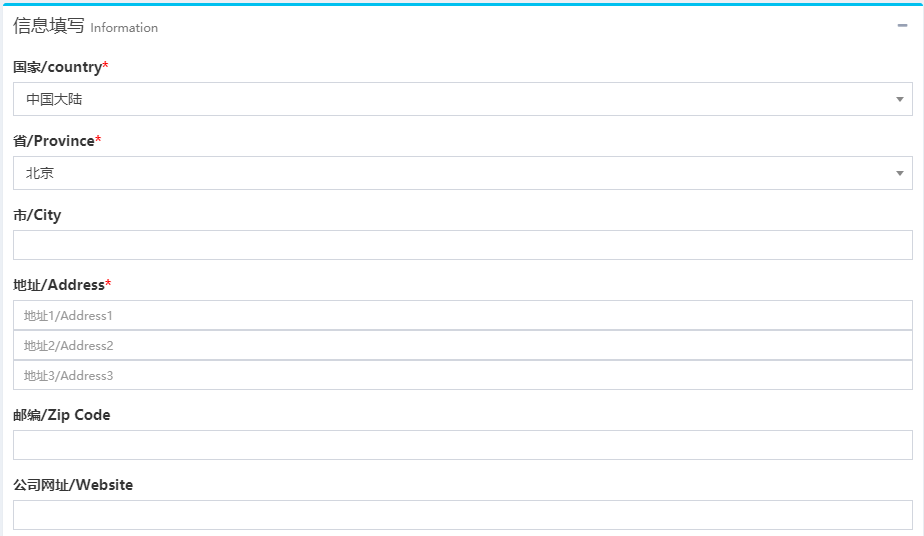 信息填写 Information
国家/country*
中国大陆
省/Province*
北京
市/City
地址/Address*
地址1/Address1
地址2/Address2
地址3/Address3
邮编/Zip Code
公司网址/Website